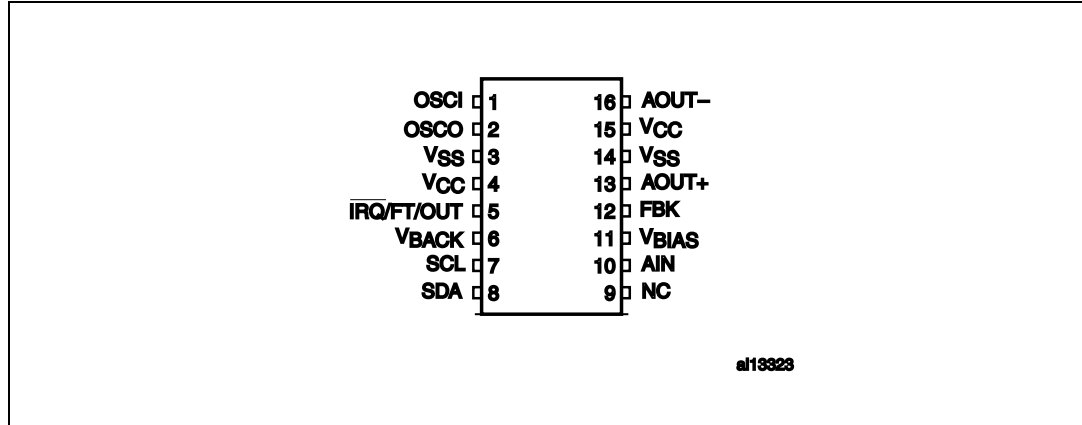 OSCI 1 16 AOUT–
OSCO 2 15 VCC
VSS 3 14 VSS
VCC 4 13 AOUT+
IRQ/FT/OUT 5 12 FBK
VBACK 6 11 VBIAS
SCL 7 10 AIN
SDA 8 9 NC
ai13323